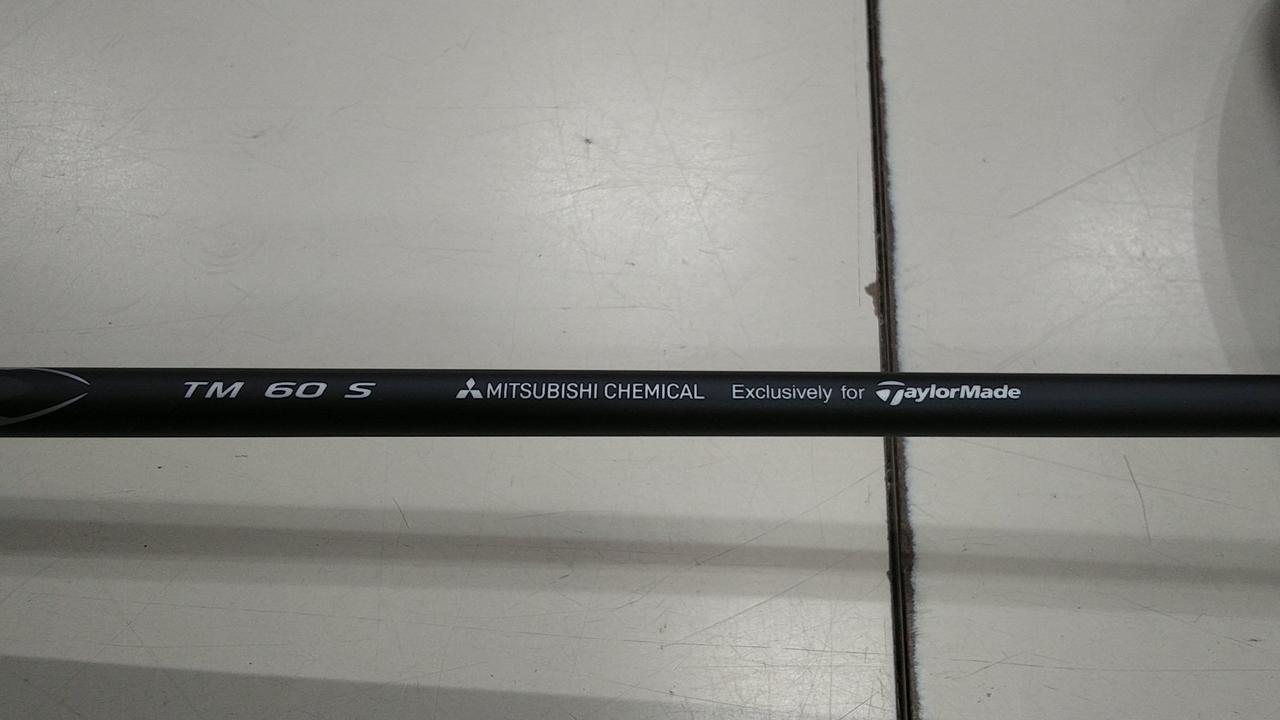 TM 60 S MITSUBISHI CHEMICAL Exclusively for TaylorMade